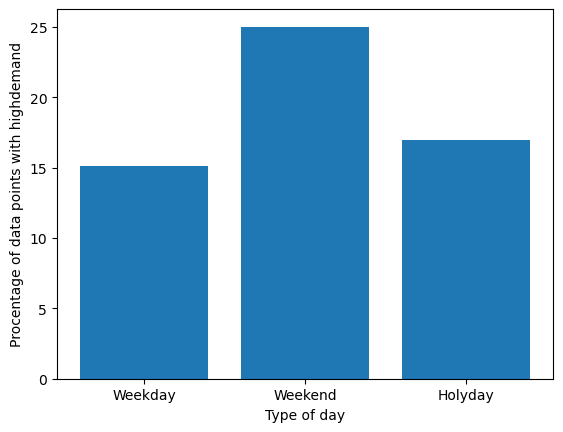 Procentage of data points with highdemand
25
20
15
10
5
0
Weekday Weekend Holyday
Type of day